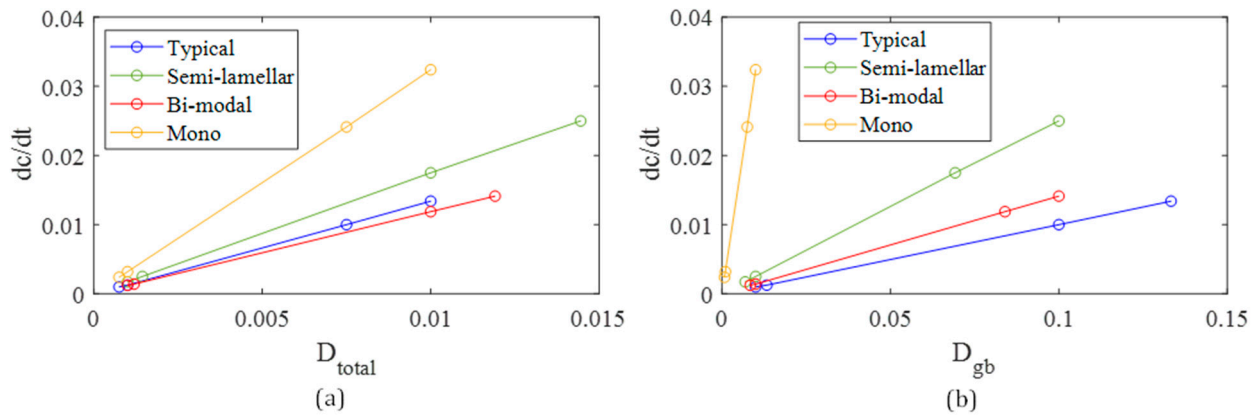 0.04
0.03
0.02
0.01
0
dc/dt
Typical
Semi-lamellar
Bi-modal
Mono
0
0.005
0.01
0.015
D_total
(a)
0.04
0.03
0.02
0.01
0
dc/dt
Typical
Semi-lamellar
Bi-modal
Mono
0
0.05
0.1
0.15
D_gb
(b)